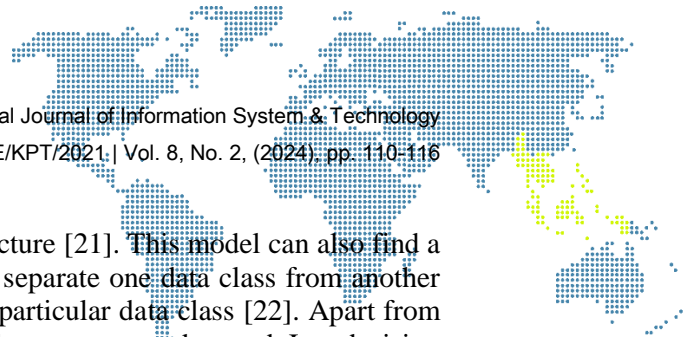 al Journal of Information System & Technology
E/KPT/2021 | Vol. 8, No. 2, (2024), pp. 110-116
cture [21]. This model can also find a
separate one data class from another
particular data class [22]. Apart from